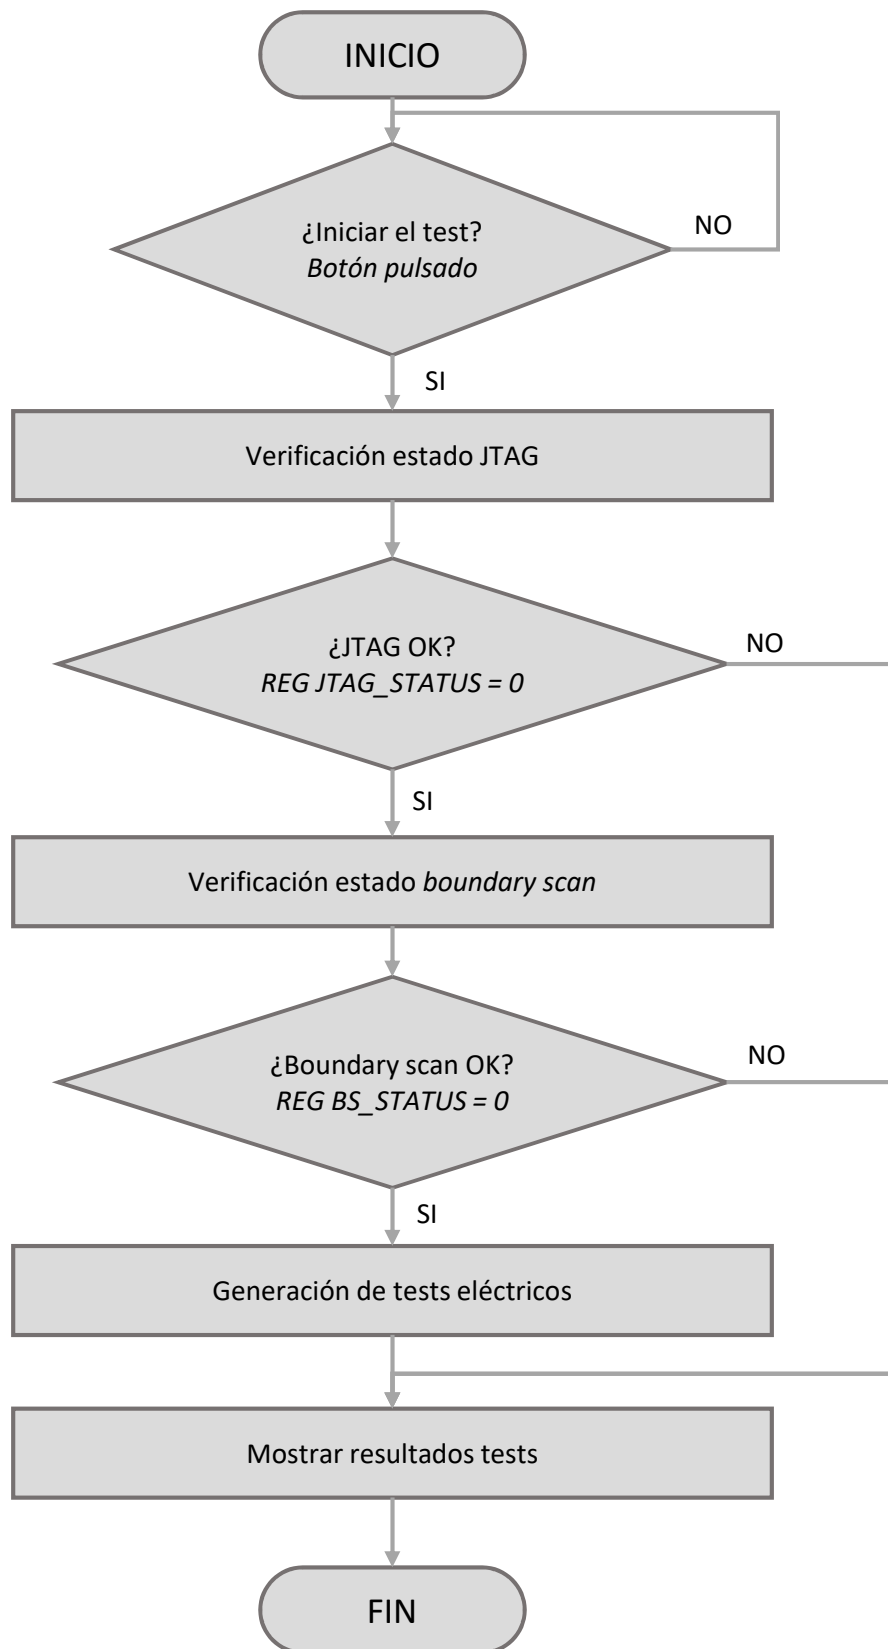 INICIO
¿Iniciar el test?
Botón pulsado
NO
SI
Verificación estado JTAG
¿JTAG OK?
REG JTAG_STATUS = 0
NO
SI
Verificación estado boundary scan
¿Boundary scan OK?
REG BS_STATUS = 0
NO
SI
Generación de tests eléctricos
Mostrar resultados tests
FIN